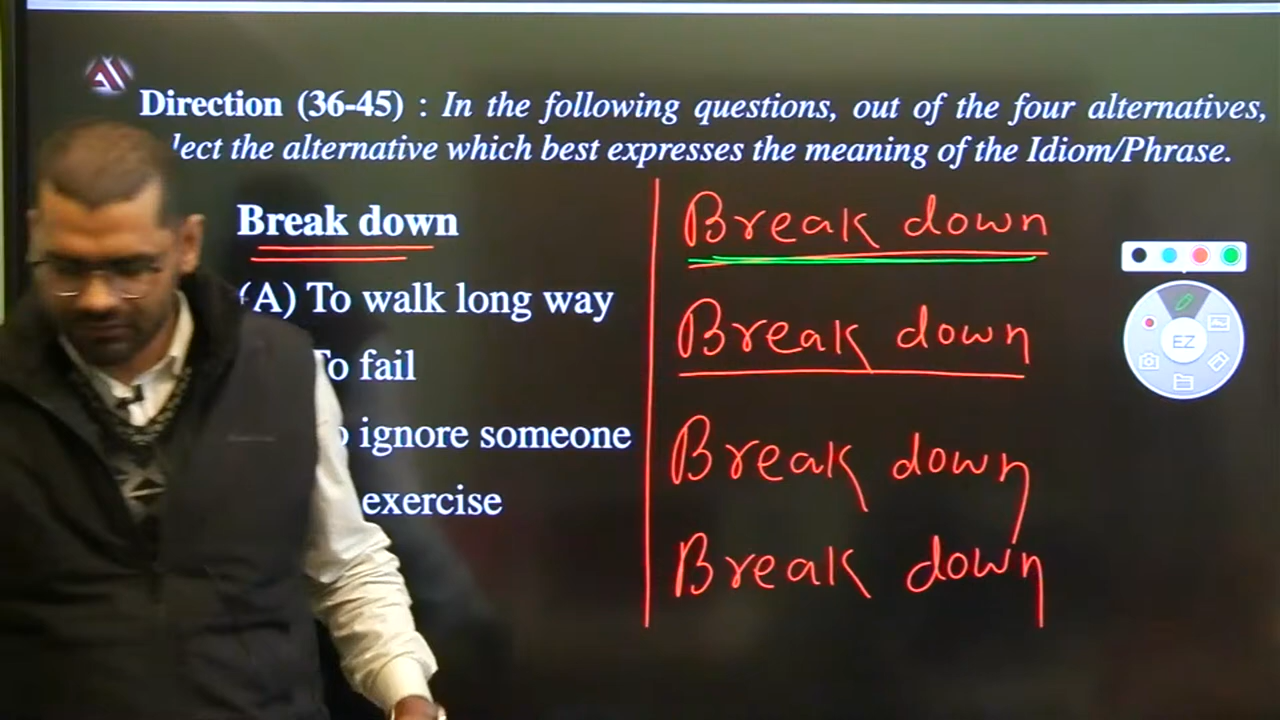 Direction (36-45) : In the following questions, out of the four alternatives,
lect the alternative which best expresses the meaning of the Idiom/Phrase.
Break down
(A) To walk long way
To fail
ignore someone
exercise
Break down
Break down
Break down
Break down
EZ